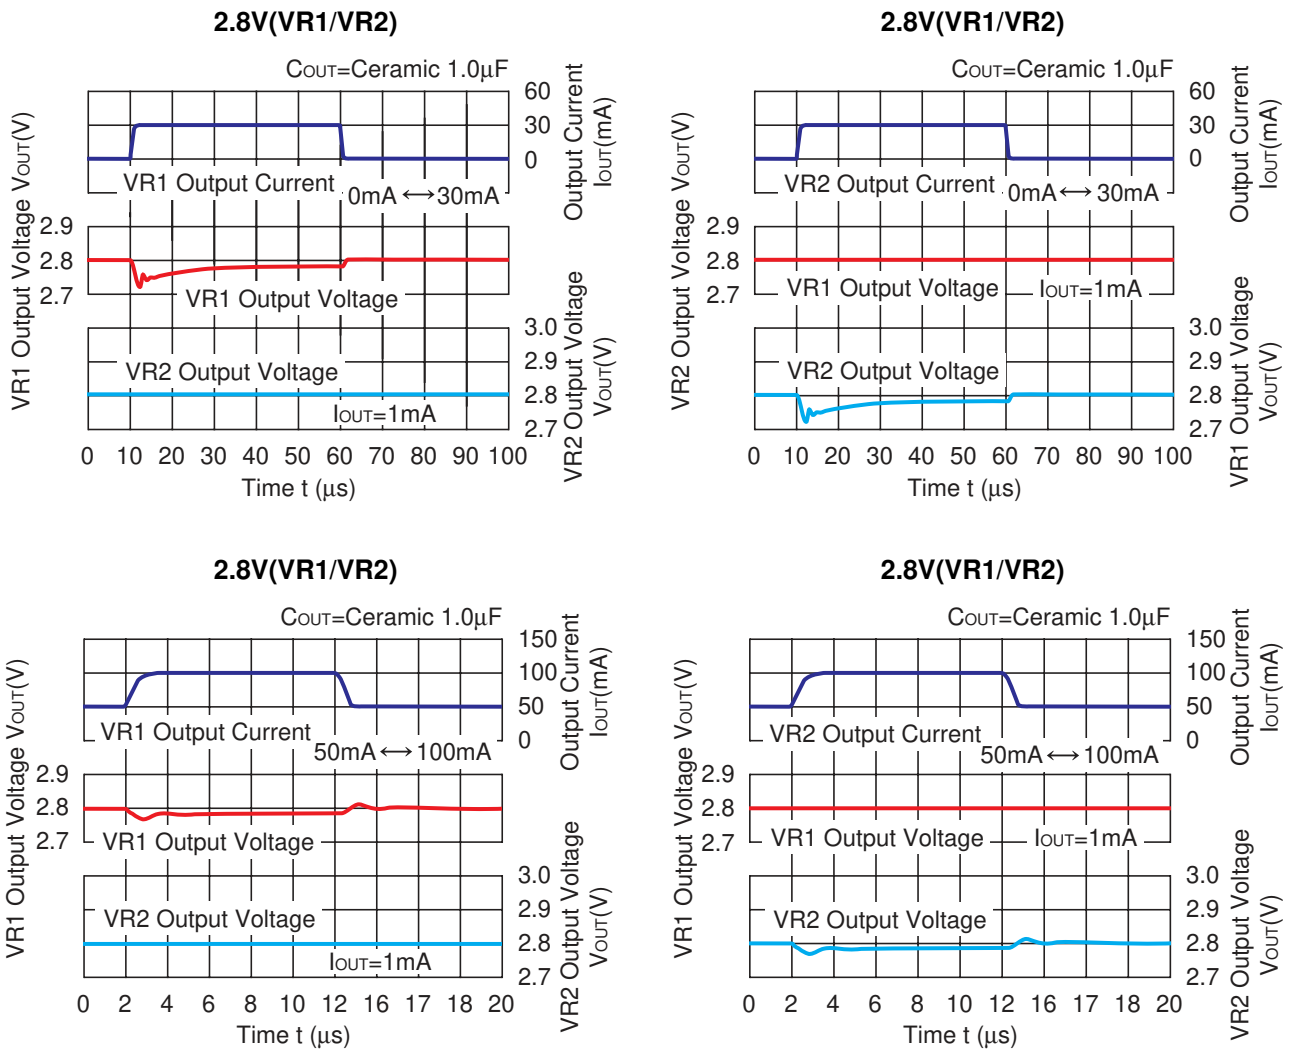 2.8V(VR1/VR2)
COUT=Ceramic 1.0μF
VR1 Output Voltage VOUT(V)
60
30
0
Output Current
IOUT(mA)
VR1 Output Current
0mA ↔ 30mA
2.9
2.8
2.7
VR1 Output Voltage
3.0
2.9
2.8
2.7
VR2 Output Voltage
VOUT(V)
VR2 Output Voltage
IOUT=1mA
0 10 20 30 40 50 60 70 80 90 100
Time t (μs)
2.8V(VR1/VR2)
COUT=Ceramic 1.0μF
VR2 Output Voltage VOUT(V)
60
30
0
Output Current
IOUT(mA)
VR2 Output Current
0mA ↔ 30mA
2.9
2.8
2.7
VR1 Output Voltage
IOUT=1mA
3.0
2.9
2.8
2.7
VR1 Output Voltage
VOUT(V)
VR2 Output Voltage
0 10 20 30 40 50 60 70 80 90 100
Time t (μs)
2.8V(VR1/VR2)
COUT=Ceramic 1.0μF
VR1 Output Voltage VOUT(V)
150
100
50
0
Output Current
IOUT(mA)
VR1 Output Current
50mA ↔ 100mA
2.9
2.8
2.7
VR1 Output Voltage
3.0
2.9
2.8
2.7
VR2 Output Voltage
VOUT(V)
VR2 Output Voltage
IOUT=1mA
0 2 4 6 8 10 12 16 17 18 20
Time t (μs)
2.8V(VR1/VR2)
COUT=Ceramic 1.0μF
VR1 Output Voltage VOUT(V)
150
100
50
0
Output Current
IOUT(mA)
VR2 Output Current
50mA ↔ 100mA
2.9
2.8
2.7
VR1 Output Voltage
IOUT=1mA
3.0
2.9
2.8
2.7
VR2 Output Voltage
VOUT(V)
VR2 Output Voltage
0 2 4 6 8 10 12 16 17 18 20
Time t (μs)